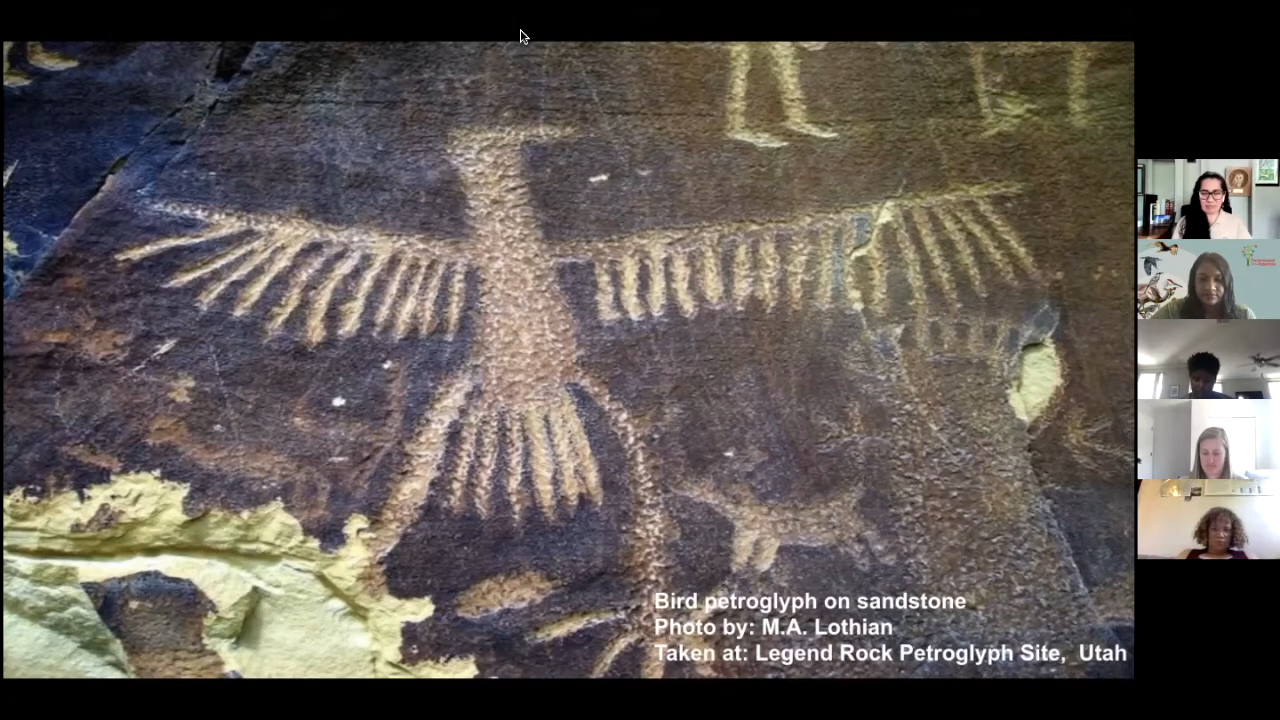 Bird petroglyph on sandstone
Photo by: M.A. Lothian
Taken at: Legend Rock Petroglyph Site,  Utah